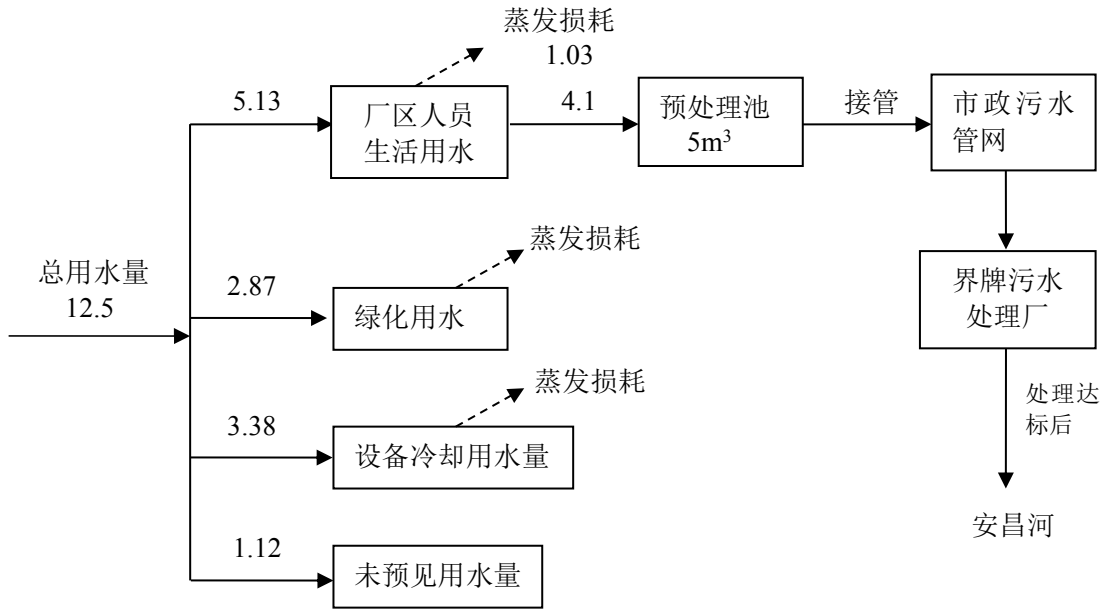 蒸发损耗
1.03
5.13
厂区人员
生活用水
4.1
预处理池
5m³
接管
市政污水
管网
总用水量
12.5
2.87
蒸发损耗
绿化用水
界牌污水
处理厂
3.38
蒸发损耗
设备冷却用水量
处理达
标后
安昌河
1.12
未预见用水量